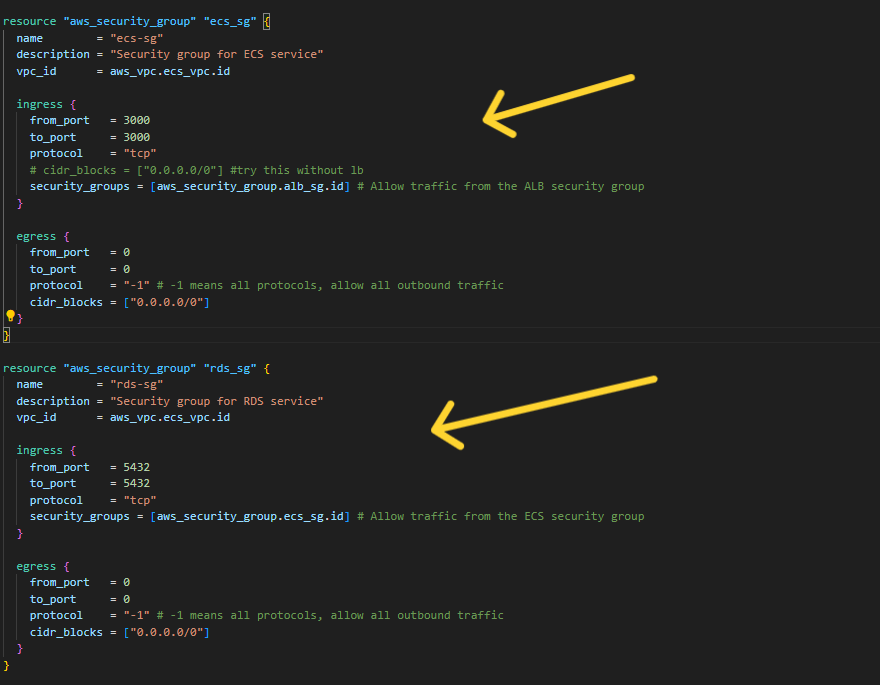 resource "aws_security_group" "ecs_sg" {
  name        = "ecs-sg"
  description = "Security group for ECS service"
  vpc_id      = aws_vpc.ecs_vpc.id

  ingress {
    from_port   = 3000
    to_port     = 3000
    protocol    = "tcp"
    # cidr_blocks = ["0.0.0.0/0"] #try this without lb
    security_groups = [aws_security_group.alb_sg.id] # Allow traffic from the ALB security group
  }

  egress {
    from_port   = 0
    to_port     = 0
    protocol    = "-1" # -1 means all protocols, allow all outbound traffic
    cidr_blocks = ["0.0.0.0/0"]
  }
}

resource "aws_security_group" "rds_sg" {
  name        = "rds-sg"
  description = "Security group for RDS service"
  vpc_id      = aws_vpc.ecs_vpc.id

  ingress {
    from_port   = 5432
    to_port     = 5432
    protocol    = "tcp"
    security_groups = [aws_security_group.ecs_sg.id] # Allow traffic from the ECS security group
  }

  egress {
    from_port   = 0
    to_port     = 0
    protocol    = "-1" # -1 means all protocols, allow all outbound traffic
    cidr_blocks = ["0.0.0.0/0"]
  }
}